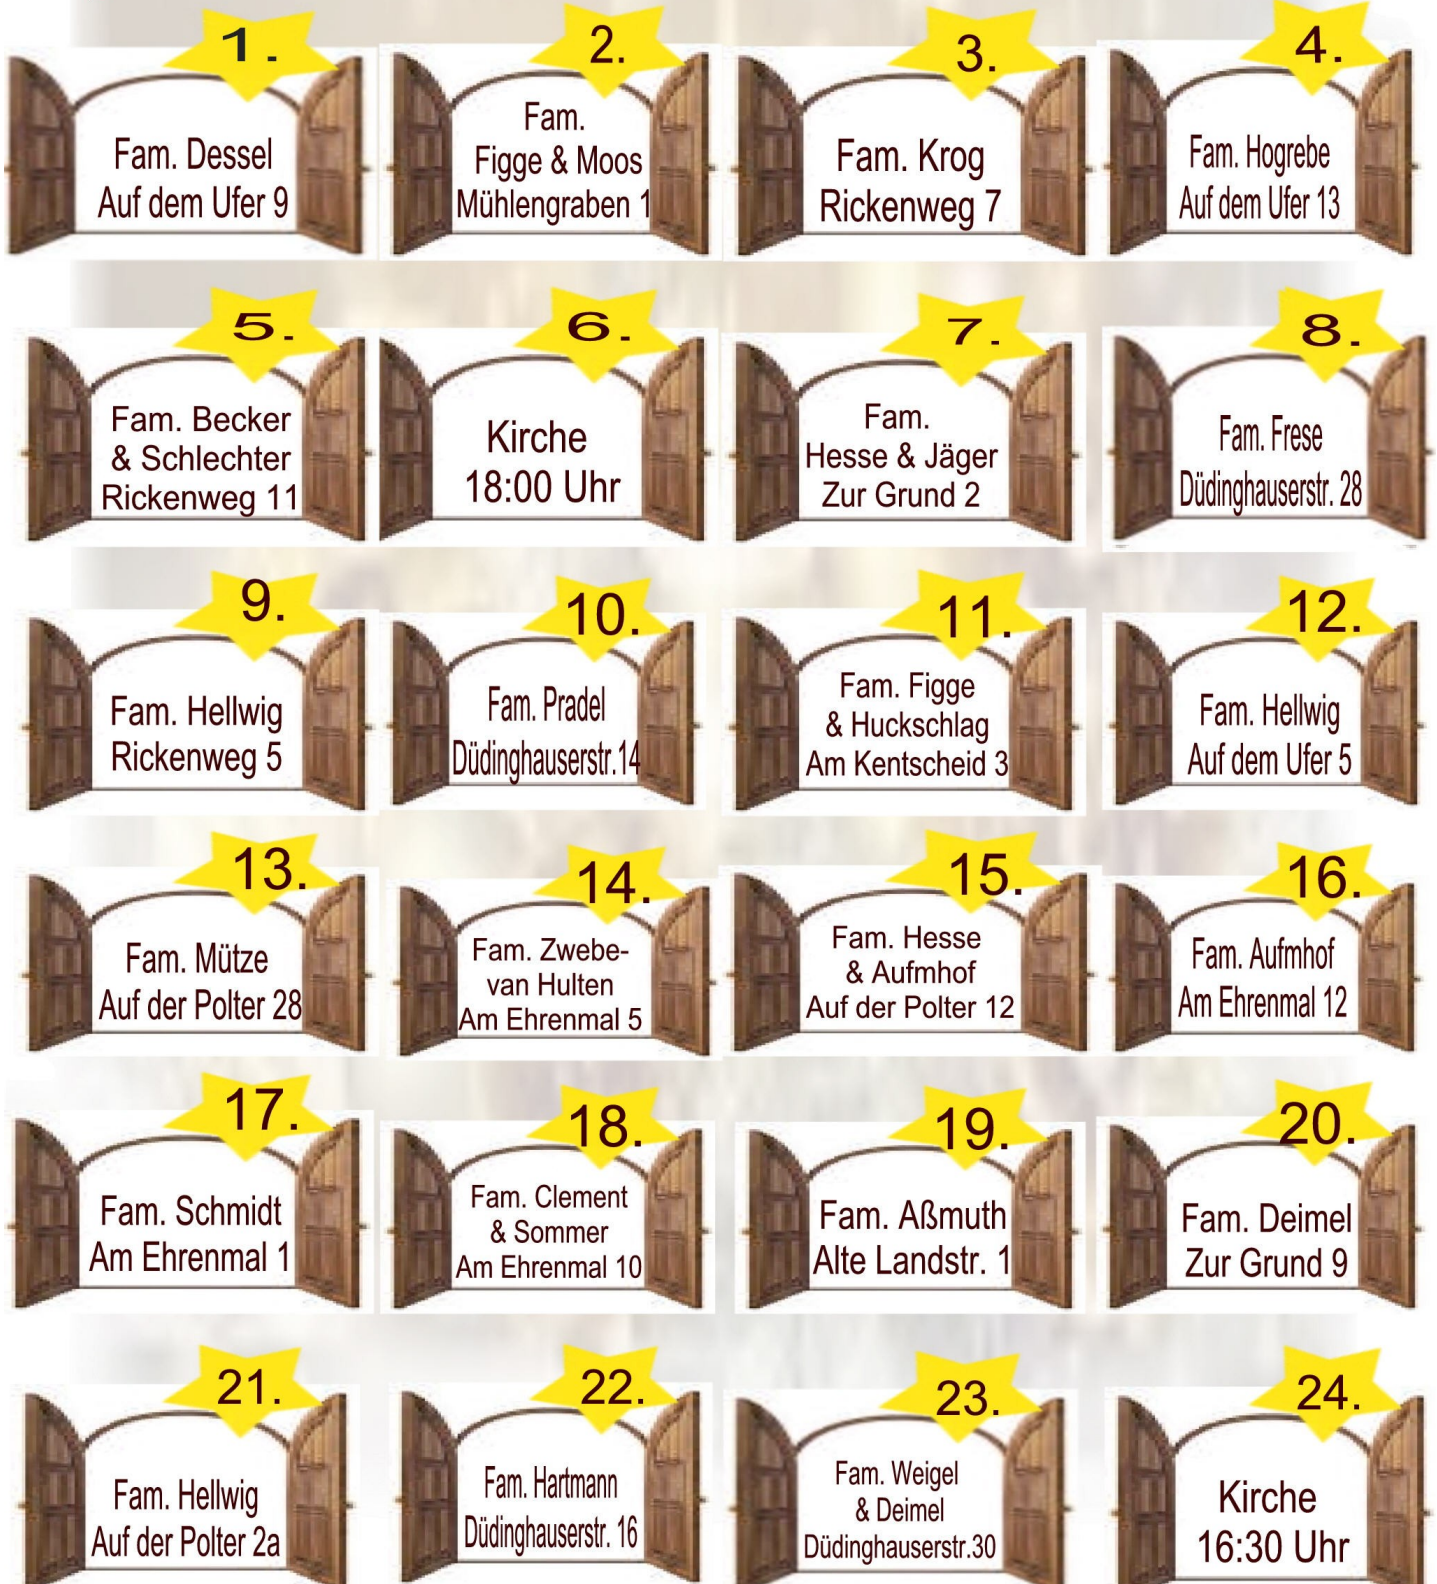 1.
Fam. Dessel
Auf dem Ufer 9
2.
Fam.
Figge & Moos
Mühlengraben 1
3.
Fam. Krog
Rickenweg 7
4.
Fam. Hogrebe
Auf dem Ufer 13
5.
Fam. Becker
& Schlechter
Rickenweg 11
6.
Kirche
18:00 Uhr
7.
Fam.
Hesse & Jäger
Zur Grund 2
8.
Fam. Frese
Düdinghauserstr. 28
9.
Fam. Hellwig
Rickenweg 5
10.
Fam. Pradel
Düdinghauserstr.14
11.
Fam. Figge
& Huckschlag
Am Kentscheid 3
12.
Fam. Hellwig
Auf dem Ufer 5
13.
Fam. Mütze
Auf der Polter 28
14.
Fam. Zwebe-
van Hulten
Am Ehrenmal 5
15.
Fam. Hesse
& Aufmhof
Auf der Polter 12
16.
Fam. Aufmhof
Am Ehrenmal 12
17.
Fam. Schmidt
Am Ehrenmal 1
18.
Fam. Clement
& Sommer
Am Ehrenmal 10
19.
Fam. Aßmuth
Alte Landstr. 1
20.
Fam. Deimel
Zur Grund 9
21.
Fam. Hellwig
Auf der Polter 2a
22.
Fam. Hartmann
Düdinghauserstr. 16
23.
Fam. Weigel
& Deimel
Düdinghauserstr.30
24.
Kirche
16:30 Uhr